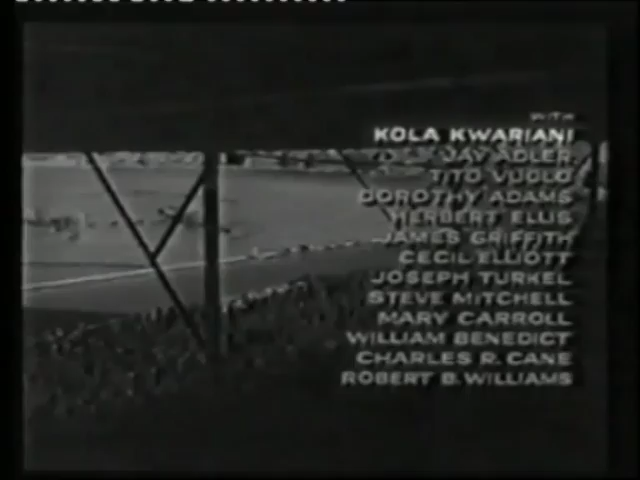 WITH
KOLA KWARIANI
JAY ADLER
TITO VUOLO
DOROTHY ADAMS
HERBERT ELLIS
JAMES GRIFFITH
CECIL ELLIOTT
JOSEPH TURKEL
STEVE MITCHELL
MARY CARROLL
WILLIAM BENEDICT
CHARLES R. CANE
ROBERT B. WILLIAMS